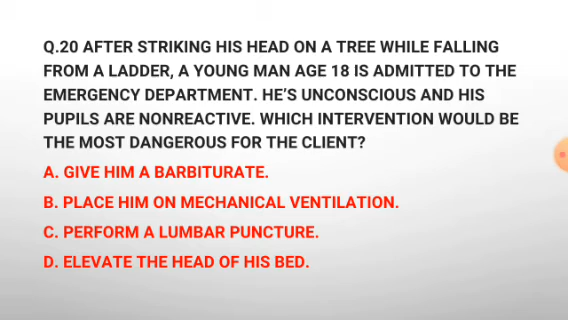 Q.20 AFTER STRIKING HIS HEAD ON A TREE WHILE FALLING
FROM A LADDER, A YOUNG MAN AGE 18 IS ADMITTED TO THE
EMERGENCY DEPARTMENT. HE'S UNCONSCIOUS AND HIS
PUPILS ARE NONREACTIVE. WHICH INTERVENTION WOULD BE
THE MOST DANGEROUS FOR THE CLIENT?
A. GIVE HIM A BARBITURATE.
B. PLACE HIM ON MECHANICAL VENTILATION.
C. PERFORM A LUMBAR PUNCTURE.
D. ELEVATE THE HEAD OF HIS BED.